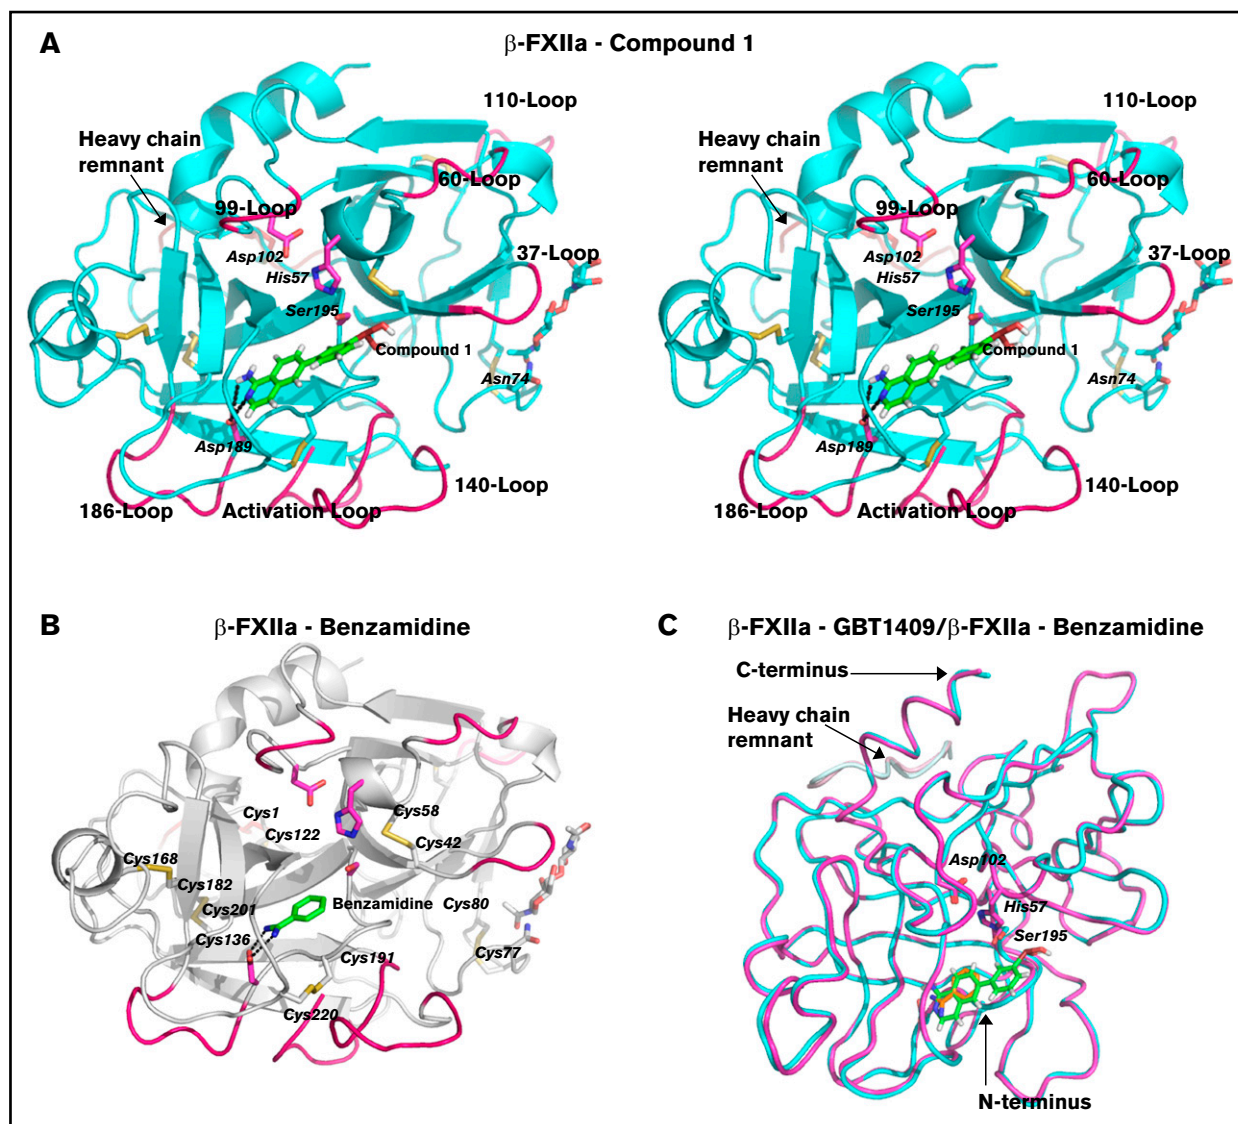 A
β-FXIIa - Compound 1
110-Loop
Heavy chain
remnant
60-Loop
99-Loop
37-Loop
Asp102
His57
Ser195
Compound 1
Asn74
Asp189
140-Loop
186-Loop
Activation Loop
110-Loop
Heavy chain
remnant
60-Loop
99-Loop
37-Loop
Asp102
His57
Ser195
Compound 1
Asn74
Asp189
140-Loop
186-Loop
Activation Loop
B
β-FXIIa - Benzamidine
Cys1
Cys58
Cys122
Cys42
Cys168
Cys182
Cys201
Benzamidine
Cys80
Cys136
Cys191
Cys77
Cys220
C
β-FXIIa - GBT1409/β-FXIIa - Benzamidine
C-terminus
Heavy chain
remnant
Asp102
His57
Ser195
N-terminus